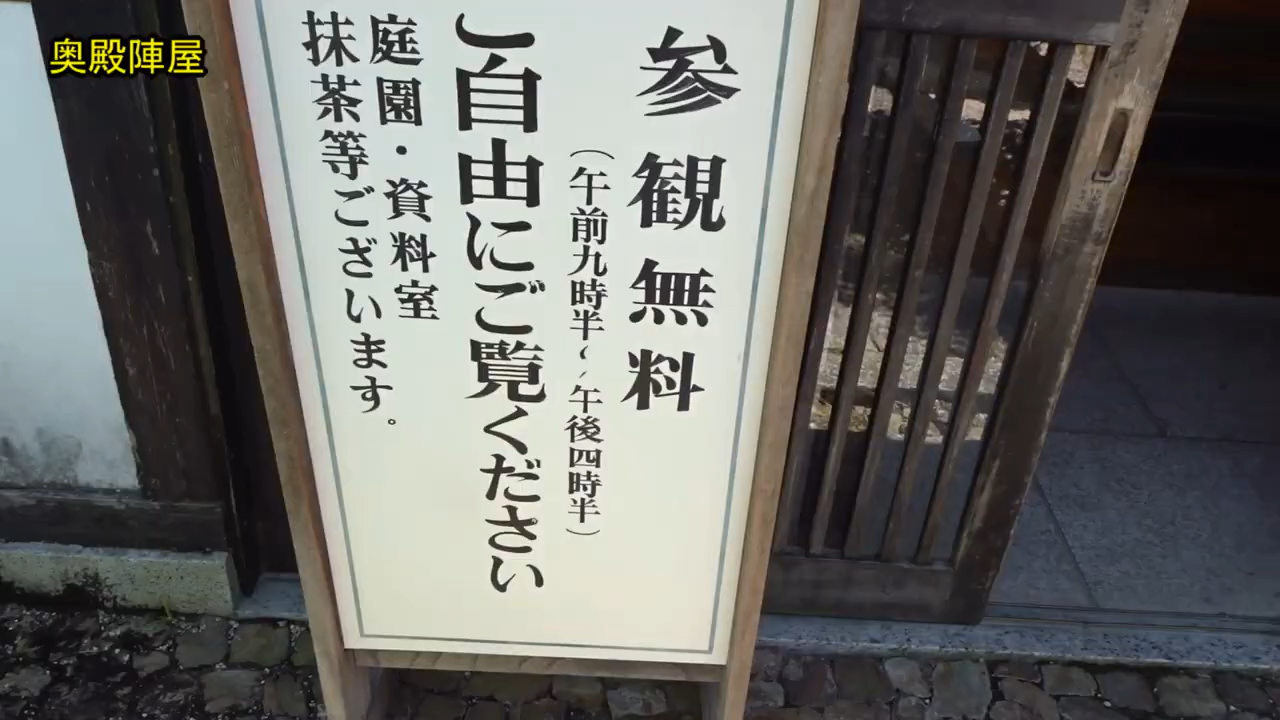 奥殿陣屋
参観無料
（午前九時半〜午後四時半）
ご自由にご覧ください
庭園・資料室
抹茶等ございます。